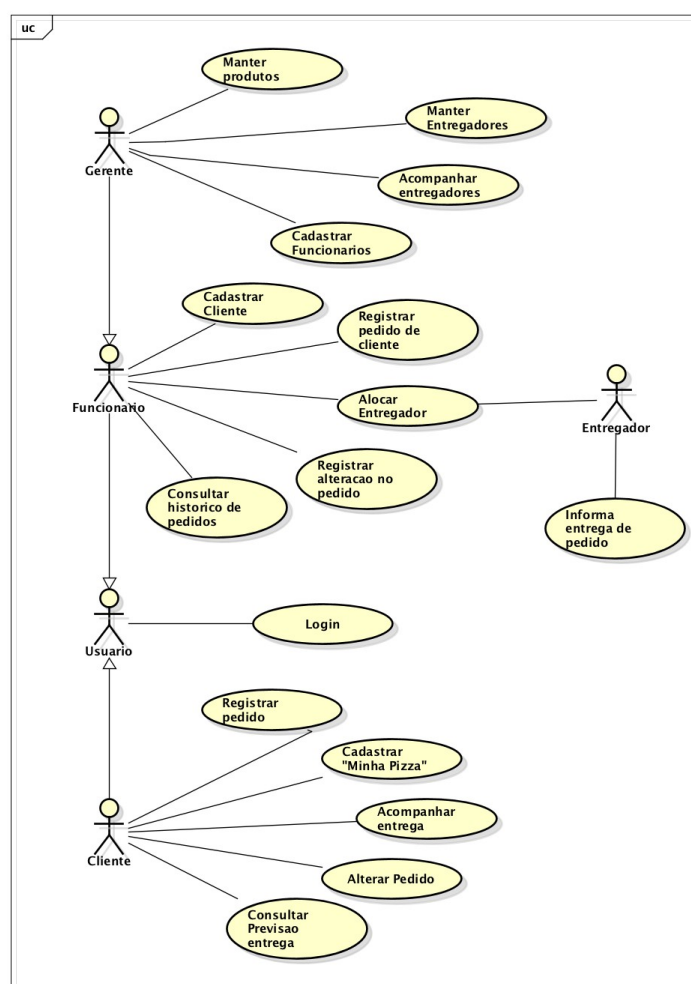 uc
Manter
produtos
Manter
Entregadores
Gerente
Acompanhar
entregadores
Cadastrar
Funcionarios
Cadastrar
Cliente
Registrar
pedido de
cliente
Funcionario
Alocar
Entregador
Entregador
Registrar
alteracao no
pedido
Consultar
historico de
pedidos
Informa
entrega de
pedido
Login
Usuario
Registrar
pedido
Cadastrar
"Minha Pizza"
Acompanhar
entrega
Cliente
Alterar Pedido
Consultar
Previsao
entrega